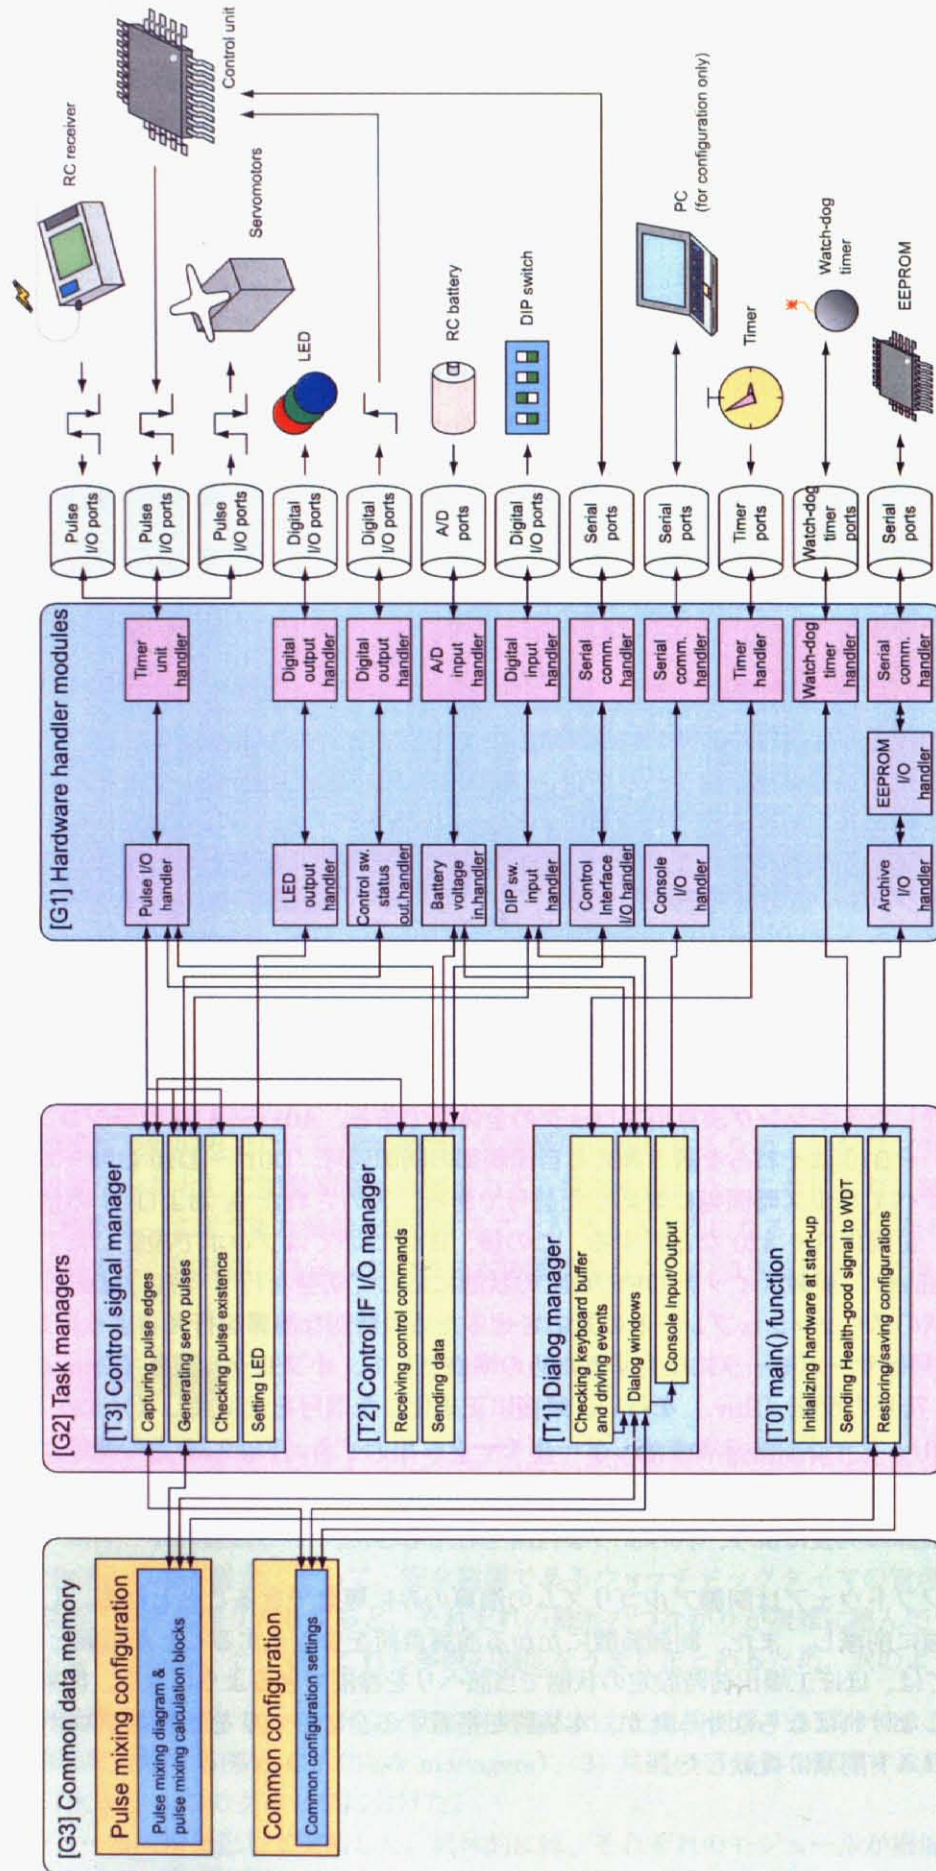 [G3] Common data memory
Pulse mixing configuration
Pulse mixing diagram &
pulse mixing calculation blocks
Common configuration
Common configuration settings
[G2] Task managers
[T3] Control signal manager
Capturing pulse edges
Generating servo pulses
Checking pulse existence
Setting LED
[T2] Control IF I/O manager
Receiving control commands
Sending data
[T1] Dialog manager
Checking keyboard buffer
and driving events
Dialog windows
Console Input/Output
[T0] main() function
Initializing hardware at start-up
Sending Health-good signal to WDT
Restoring/saving configurations
[G1] Hardware handler modules
Pulse I/O
handler
LED
output
handler
Control sw.
status
out.handler
Battery
voltage
in.handler
DIP sw.
input
handler
Control
Interface
I/O handler
Console
I/O
handler
Archive
I/O
handler
EEPROM
I/O
handler
Timer
unit
handler
Digital
output
handler
Digital
output
handler
A/D
input
handler
Digital
input
handler
Serial
comm.
handler
Serial
comm.
handler
Timer
handler
Watch-dog
timer
handler
Serial
comm.
handler
Pulse
I/O ports
Pulse
I/O ports
Pulse
I/O ports
Digital
I/O ports
Digital
I/O ports
A/D
ports
Digital
I/O ports
Serial
ports
Serial
ports
Timer
ports
Watch-dog
timer
ports
Serial
ports
RC receiver
Control unit
Servomotors
LED
RC battery
DIP switch
PC
(for configuration only)
Timer
Watch-dog
timer
EEPROM